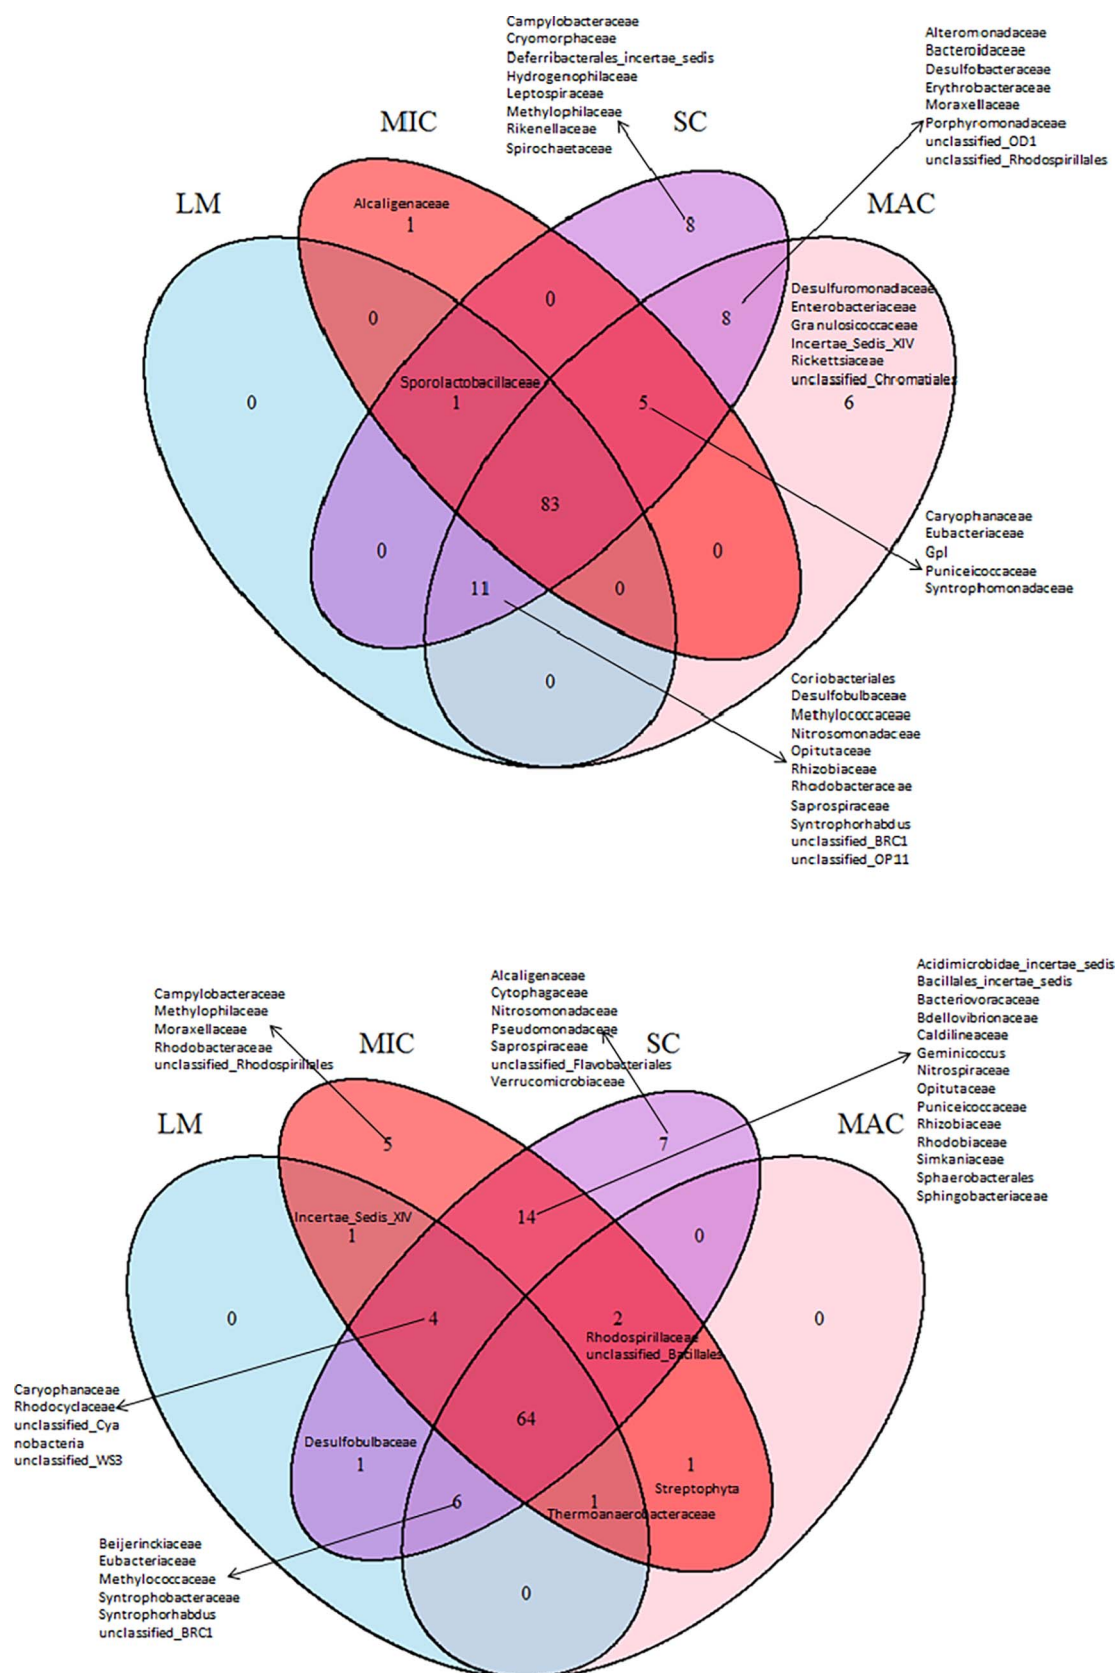 Campylobacteraceae
Cryomorphaceae
Deferribacterales_incertae_sedis
Hydrogenophilaceae
Leptospiraceae
Methylophilaceae
Rikenellaceae
Spirochaetaceae
Alteromonadaceae
Bacteroidaceae
Desulfobacteraceae
Erythrobacteraceae
Moraxellaceae
Porphyromonadaceae
unclassified_OD1
unclassified_Rhodospirillales
MIC
SC
LM
MAC
Alcaligenaceae
1
8
0
0
8
Desulfuromonadaceae
Enterobacteriaceae
Granulosicoccaceae
Incertae_Sedis_XIV
Rickettsiaceae
unclassified_Chromatiales
6
0
Sporolactobacillaceae
1
5
83
0
0
11
0
0
Caryophanaceae
Eubacteriaceae
GpI
Puniceicoccaceae
Syntrophomonadaceae
Coriobacteriales
Desulfobulbaceae
Methylococcaceae
Nitrosomonadaceae
Opitutaceae
Rhizobiaceae
Rhodobacteraceae
Saprospiraceae
Syntrophorhabdus
unclassified_BRC1
unclassified_OP11
Campylobacteraceae
Methylophilaceae
Moraxellaceae
Rhodobacteraceae
unclassified_Rhodospirillales
Alcaligenaceae
Cytophagaceae
Nitrosomonadaceae
Pseudomonadaceae
Saprospiraceae
unclassified_Flavobacteriales
Verrucomicrobiaceae
Acidimicrobidae_incertae_sedis
Bacillales_incertae_sedis
Bacteriovoracaceae
Bdellovibrionaceae
Caldilineaceae
Geminicoccus
Nitrospiraceae
Opitutaceae
Puniceicoccaceae
Rhizobiaceae
Rhodobiaceae
Simkaniaceae
Sphaerobacterales
Sphingobacteriaceae
MIC
SC
LM
MAC
5
7
Incertae_Sedis_XIV
1
14
0
0
4
2
Rhodospirillaceae
unclassified_Bacillales
0
64
Desulfobulbaceae
1
6
1
Thermoanaerobacteraceae
1
Streptophyta
0
Caryophanaceae
Rhodocyclaceae
unclassified_Cya
nobacteria
unclassified_WS3
Beijerinckiaceae
Eubacteriaceae
Methylococcaceae
Syntrophobacteraceae
Syntrophorhabdus
unclassified_BRC1